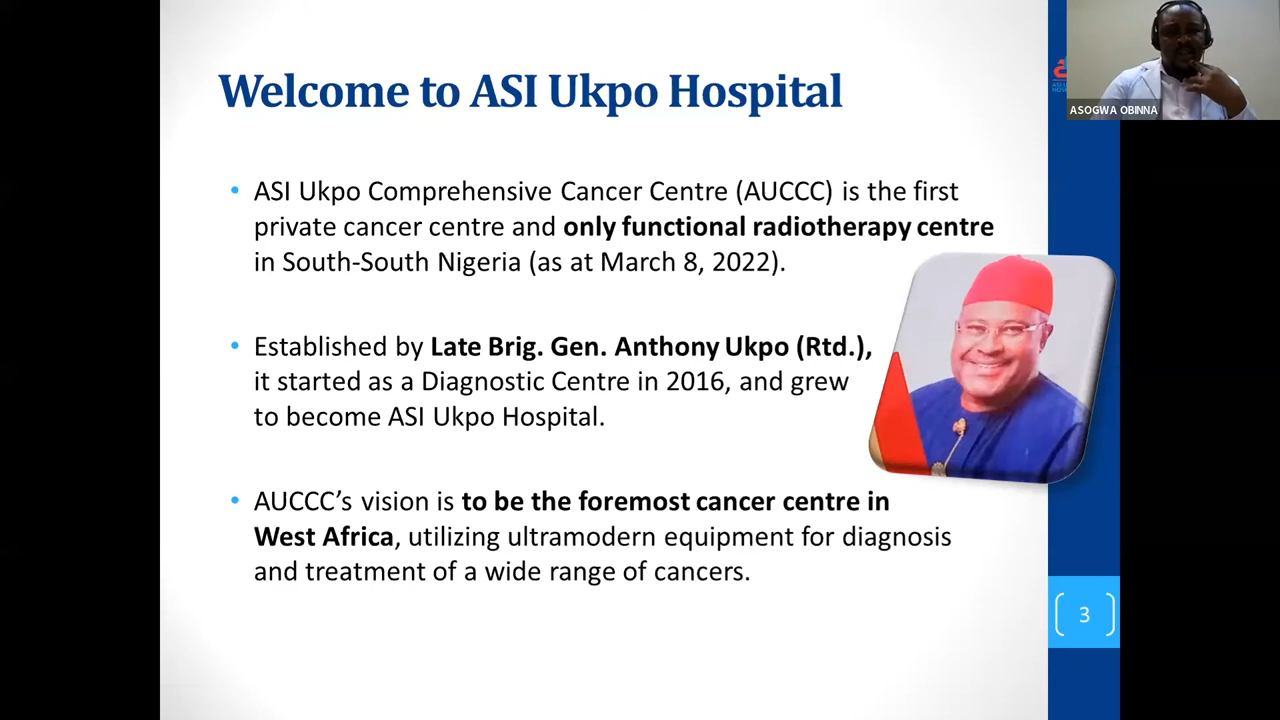 Welcome to ASI Ukpo Hospital
• ASI Ukpo Comprehensive Cancer Centre (AUCCC) is the first
private cancer centre and only functional radiotherapy centre
in South-South Nigeria (as at March 8, 2022).
• Established by Late Brig. Gen. Anthony Ukpo (Rtd.),
it started as a Diagnostic Centre in 2016, and grew
to become ASI Ukpo Hospital.
• AUCCC’s vision is to be the foremost cancer centre in
West Africa, utilizing ultramodern equipment for diagnosis
and treatment of a wide range of cancers.
3
ASOGWA OBINNA